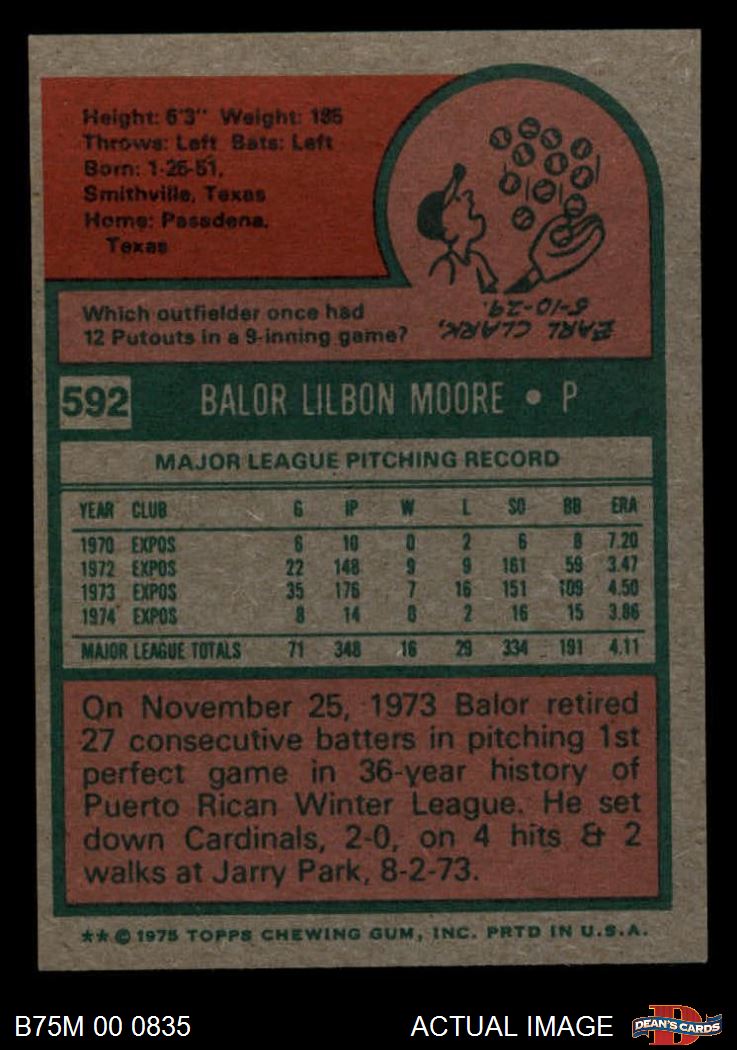 Height: 6'3" Weight: 185
Throws: Left Bats: Left
Born: 1-26-51,
Smithville, Texas
Home: Pasadena,
Texas
Which outfielder once had
12 Putouts in a 9-inning game?
EARL CLARK,
5-10-29.
592 BALOR LILBON MOORE • P
MAJOR LEAGUE PITCHING RECORD
YEAR CLUB G IP W L SO BB ERA
1970 EXPOS 6 10 0 2 6 8 7.20
1972 EXPOS 22 148 9 9 161 59 3.47
1973 EXPOS 35 176 7 16 151 109 4.50
1974 EXPOS 8 14 0 2 16 15 3.86
MAJOR LEAGUE TOTALS 71 348 16 29 334 191 4.11
On November 25, 1973 Balor retired
27 consecutive batters in pitching 1st
perfect game in 36-year history of
Puerto Rican Winter League. He set
down Cardinals, 2-0, on 4 hits & 2
walks at Jarry Park, 8-2-73.
** © 1975 TOPPS CHEWING GUM, INC. PRTD IN U.S.A.
B75M 00 0835 ACTUAL IMAGE DEAN'S CARDS